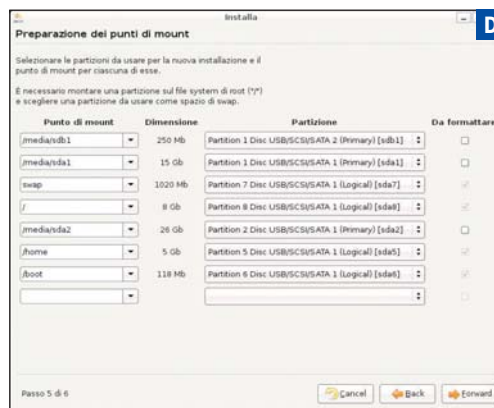 Installa
D
Preparazione dei punti di mount
Selezionare le partizioni da usare per la nuova installazione e il
punto di mount per ciascuna di esse.
È necessario montare una partizione sul file system di root ("/")
e scegliere una partizione da usare come spazio di swap.
Punto di mount Dimensione Partizione Da formattare
/media/sdb1 250 Mb Partition 1 Disc USB/SCSI/SATA 2 (Primary) [sdb1]
/media/sda1 15 Gb Partition 1 Disc USB/SCSI/SATA 1 (Primary) [sda1]
swap 1020 Mb Partition 7 Disc USB/SCSI/SATA 1 (Logical) [sda7]
/ 8 Gb Partition 8 Disc USB/SCSI/SATA 1 (Logical) [sda8]
/media/sda2 26 Gb Partition 2 Disc USB/SCSI/SATA 1 (Primary) [sda2]
/home 5 Gb Partition 5 Disc USB/SCSI/SATA 1 (Logical) [sda5]
/boot 118 Mb Partition 6 Disc USB/SCSI/SATA 1 (Logical) [sda6]
Passo 5 di 6 Cancel Back Forward